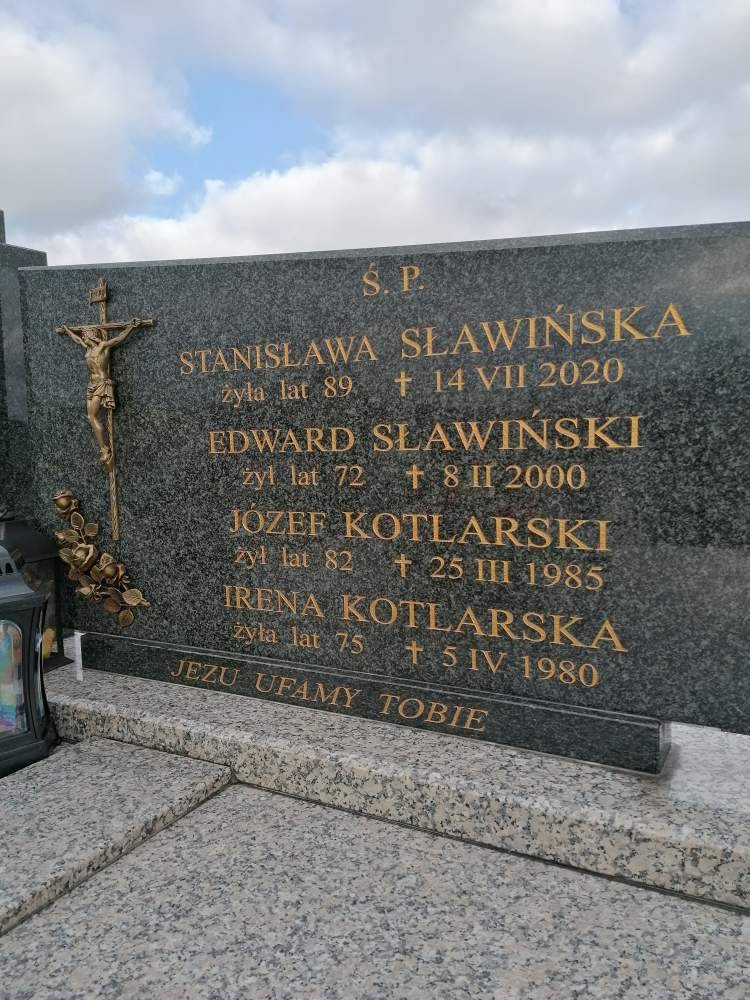 Ś. P.
STANISŁAWA SŁAWIŃSKA
żyła lat 89 ✝ 14 VII 2020
EDWARD SŁAWIŃSKI
żył lat 72 ✝ 8 II 2000
JÓZEF KOTLARSKI
żył lat 82 ✝ 25 III 1985
IRENA KOTLARSKA
żyła lat 75 ✝ 5 IV 1980
JEZU UFAMY TOBIE